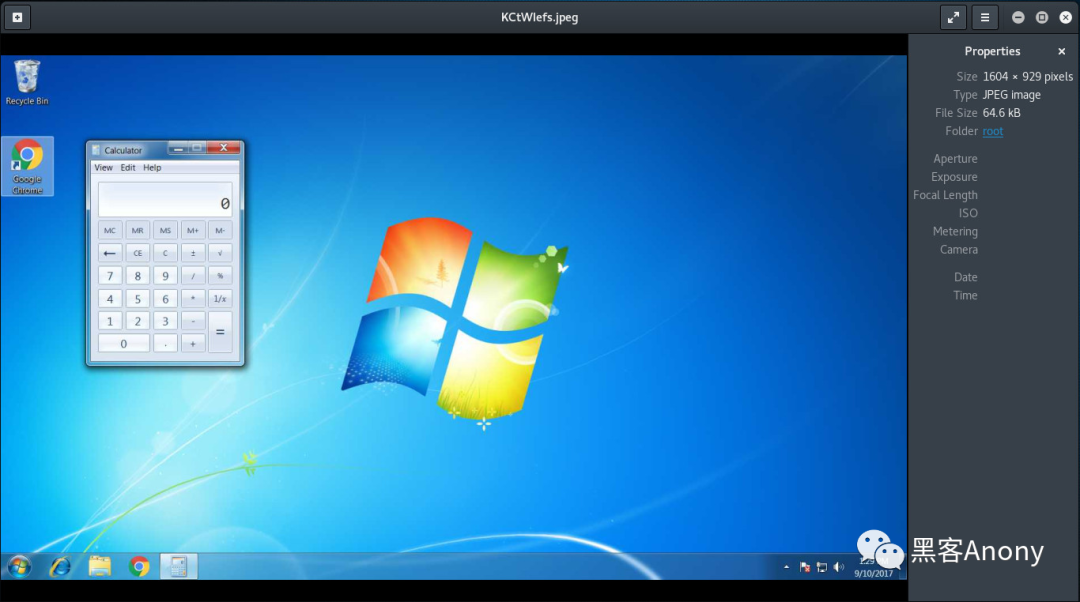 KCtWIefs.jpeg
Properties
Size 1604 × 929 pixels
Type JPEG image
File Size 64.6 kB
Folder root
Aperture
Exposure
Focal Length
ISO
Metering
Camera
Date
Time
Recycle Bin
Google
Chrome
Calculator
View Edit Help
0
MC MR MS M+ M-
← CE C ± √
7 8 9 / %
4 5 6 * 1/x
1 2 3 - =
0 . +
9/10/2017
黑客Anony